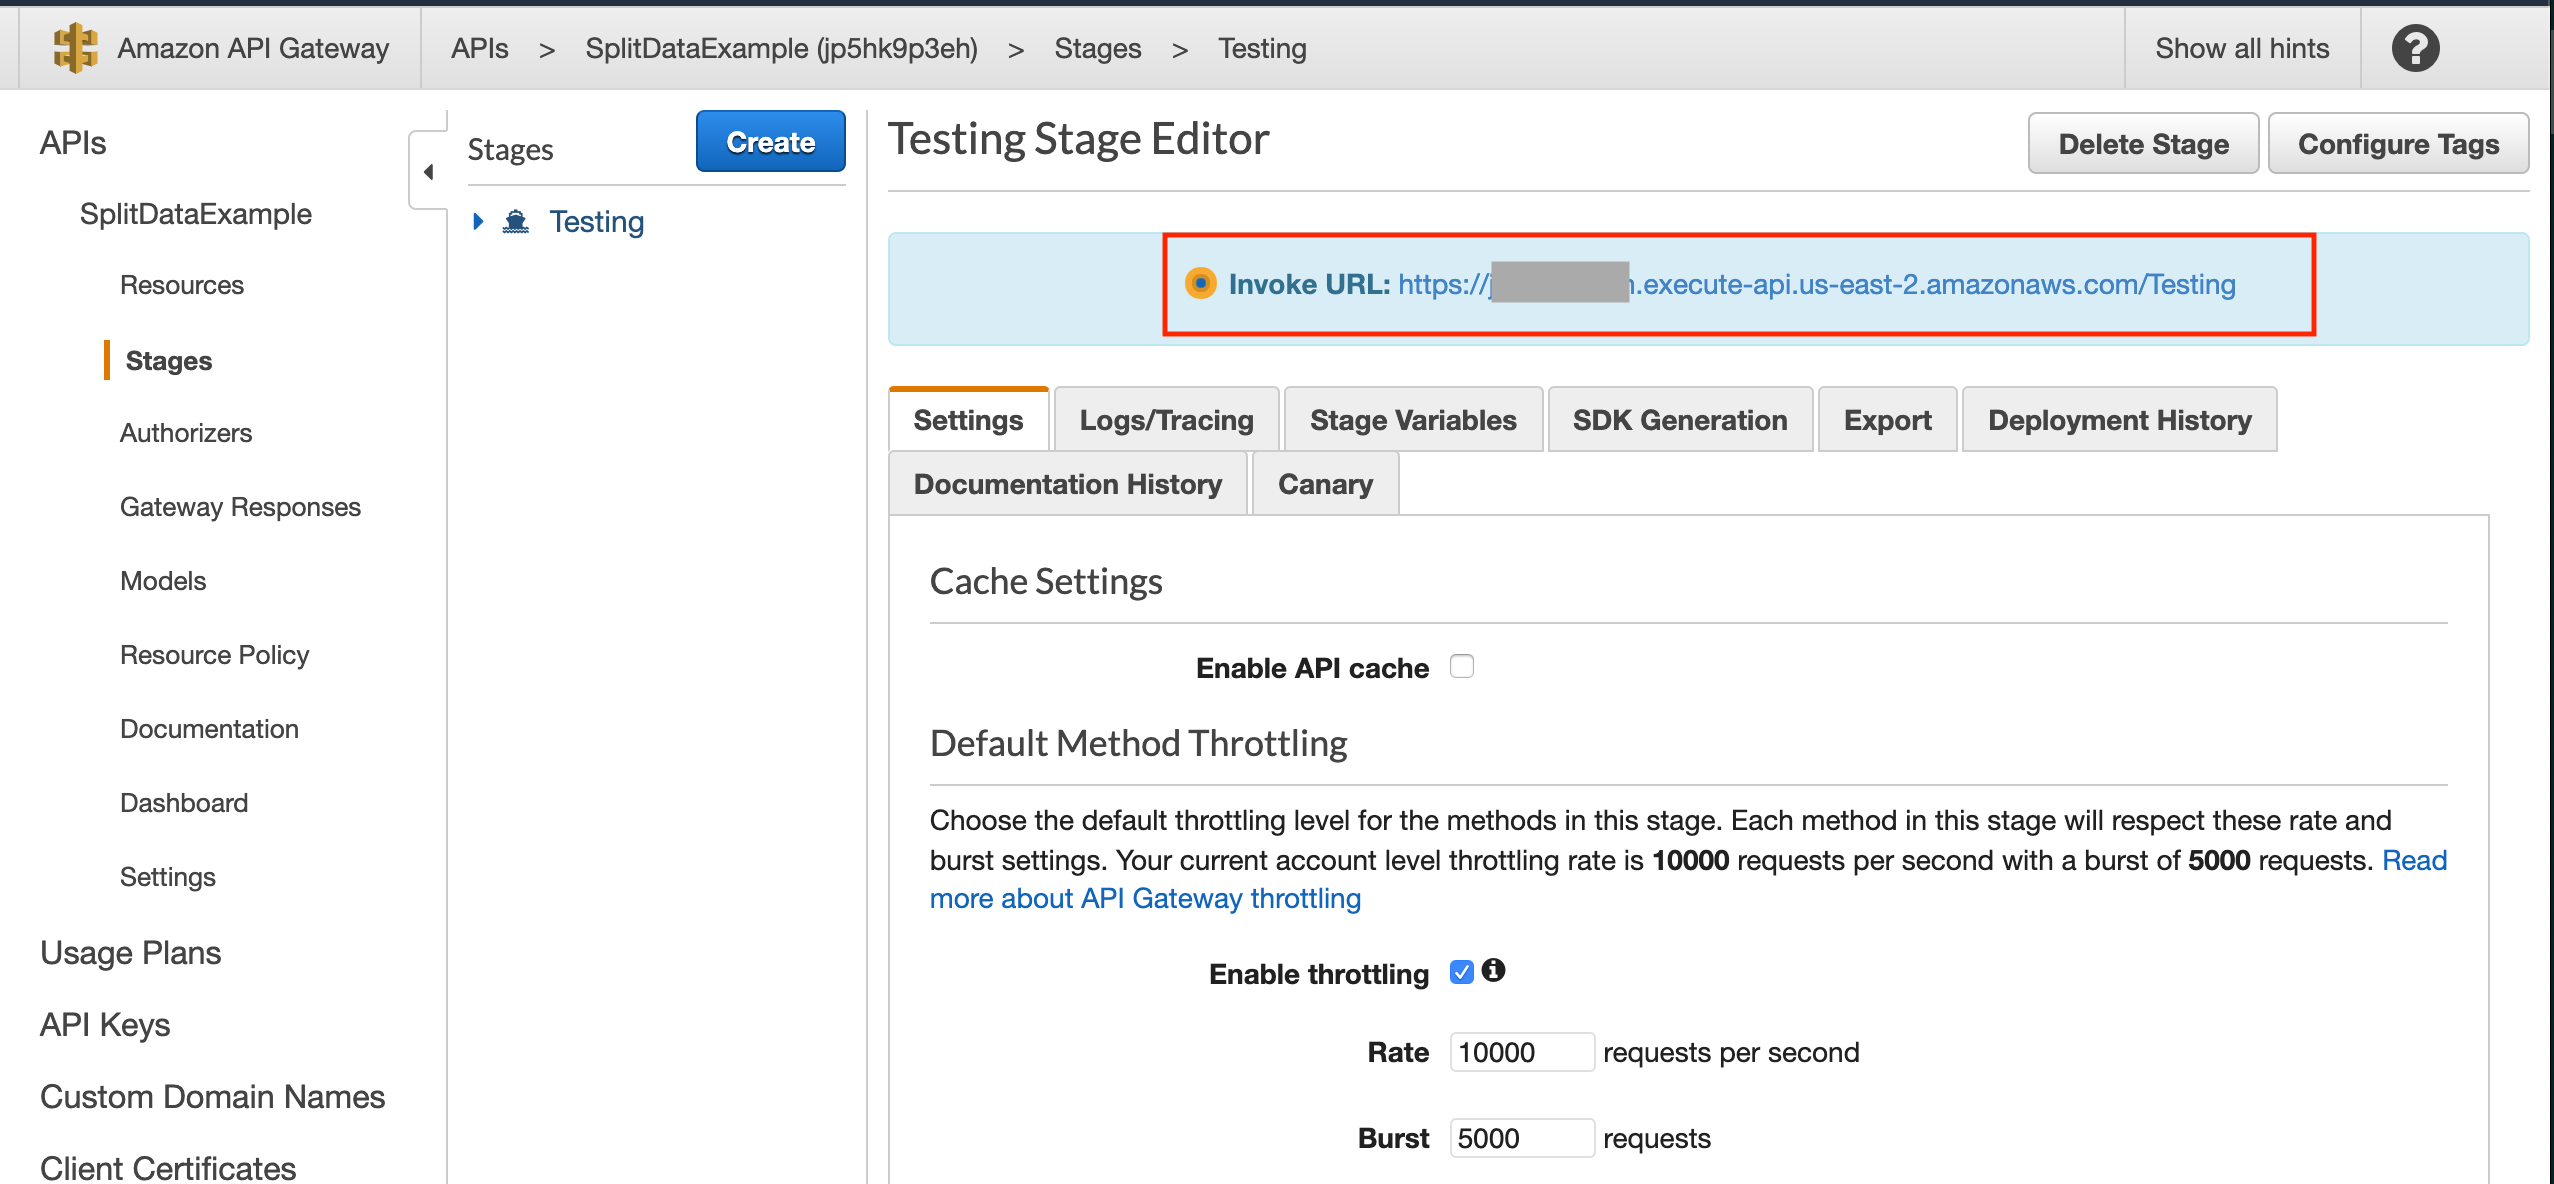 Amazon API Gateway
APIs > SplitDataExample (jp5hk9p3eh) > Stages > Testing
Show all hints
?
APIs
SplitDataExample
Resources
Stages
Authorizers
Gateway Responses
Models
Resource Policy
Documentation
Dashboard
Settings
Usage Plans
API Keys
Custom Domain Names
Client Certificates
Stages
Create
Testing
Testing Stage Editor
Delete Stage
Configure Tags
Invoke URL: https://j .execute-api.us-east-2.amazonaws.com/Testing
Settings
Logs/Tracing
Stage Variables
SDK Generation
Export
Deployment History
Documentation History
Canary
Cache Settings
Enable API cache
Default Method Throttling
Choose the default throttling level for the methods in this stage. Each method in this stage will respect these rate and
burst settings. Your current account level throttling rate is 10000 requests per second with a burst of 5000 requests. Read
more about API Gateway throttling
Enable throttling
Rate 10000 requests per second
Burst 5000 requests